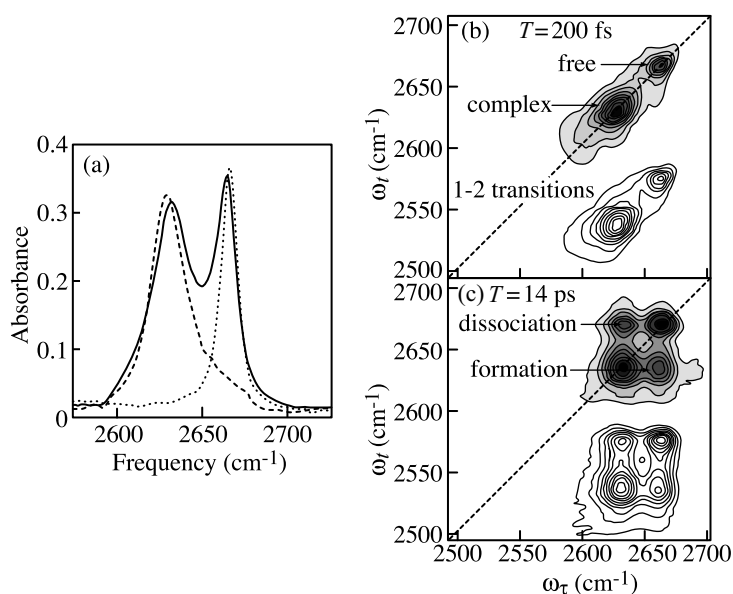 (a)
0.4
0.3
0.2
0.1
0
Absorbance
2600 2650 2700
Frequency (cm-1)
(b)
T = 200 fs
free
complex
1-2 transitions
2700
2650
2600
2550
2500
ωt (cm-1)
(c) T = 14 ps
dissociation
formation
2700
2650
2600
2550
2500
ωt (cm-1)
2500 2550 2600 2650 2700
ωτ (cm-1)